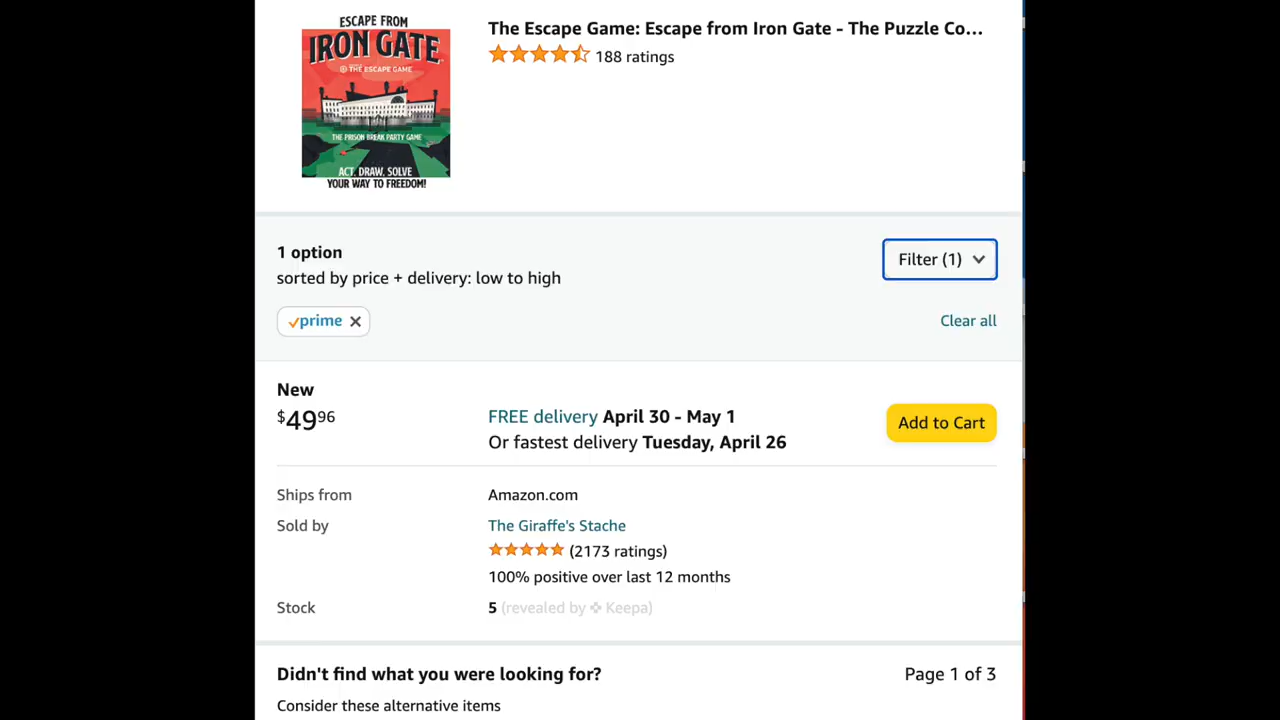 ESCAPE FROM
IRON GATE
THE ESCAPE GAME
THE PRISON BREAK PARTY GAME
ACT. DRAW. SOLVE
YOUR WAY TO FREEDOM!
The Escape Game: Escape from Iron Gate - The Puzzle Co...
188 ratings
1 option
sorted by price + delivery: low to high
Filter (1)
prime
Clear all
New
$4996
FREE delivery April 30 - May 1
Or fastest delivery Tuesday, April 26
Add to Cart
Ships from
Amazon.com
Sold by
The Giraffe's Stache
(2173 ratings)
100% positive over last 12 months
Stock
5 (revealed by Keepa)
Didn't find what you were looking for?
Page 1 of 3
Consider these alternative items